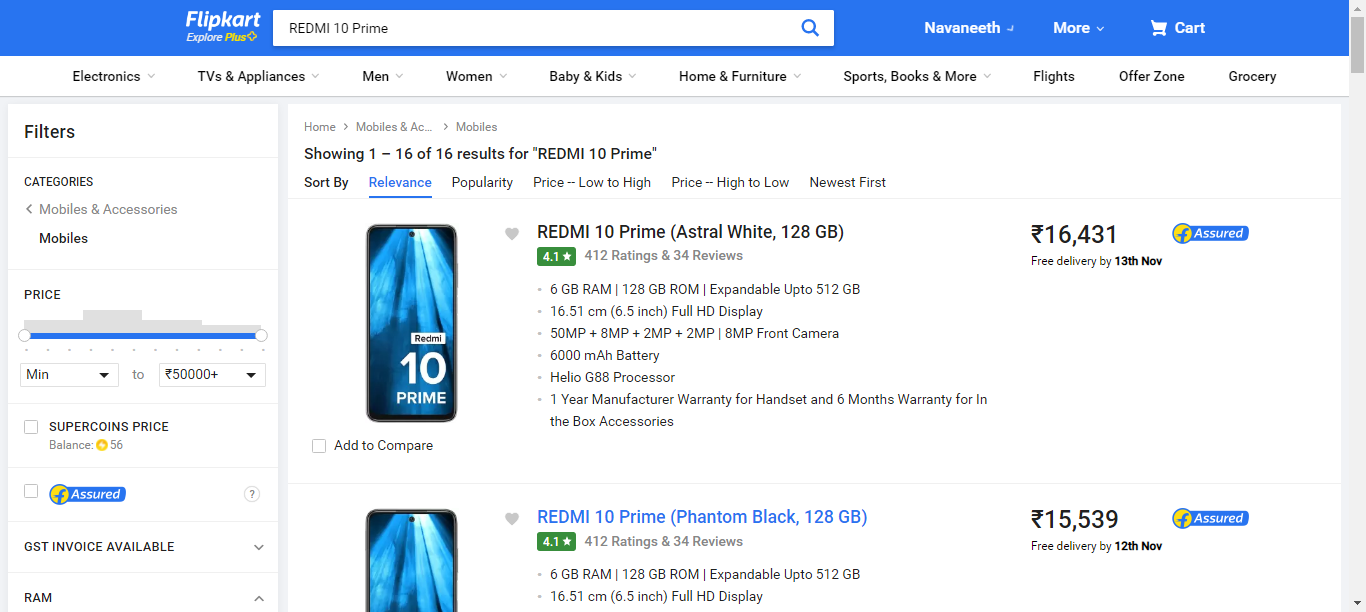 Flipkart
Explore Plus
REDMI 10 Prime
Navaneeth
More
Cart
Electronics
TVs & Appliances
Men
Women
Baby & Kids
Home & Furniture
Sports, Books & More
Flights
Offer Zone
Grocery
Filters
CATEGORIES
Mobiles & Accessories
Mobiles
PRICE
Min
to
₹50000+
SUPERCOINS PRICE
Balance: 56
Assured
?
GST INVOICE AVAILABLE
RAM
Home
Mobiles & Ac...
Mobiles
Showing 1 – 16 of 16 results for "REDMI 10 Prime"
Sort By
Relevance
Popularity
Price -- Low to High
Price -- High to Low
Newest First
Redmi
10
PRIME
Add to Compare
REDMI 10 Prime (Astral White, 128 GB)
4.1 ★ 412 Ratings & 34 Reviews
• 6 GB RAM | 128 GB ROM | Expandable Upto 512 GB
• 16.51 cm (6.5 inch) Full HD Display
• 50MP + 8MP + 2MP + 2MP | 8MP Front Camera
• 6000 mAh Battery
• Helio G88 Processor
• 1 Year Manufacturer Warranty for Handset and 6 Months Warranty for In
the Box Accessories
₹16,431
Assured
Free delivery by 13th Nov
REDMI 10 Prime (Phantom Black, 128 GB)
4.1 ★ 412 Ratings & 34 Reviews
• 6 GB RAM | 128 GB ROM | Expandable Upto 512 GB
• 16.51 cm (6.5 inch) Full HD Display
₹15,539
Assured
Free delivery by 12th Nov